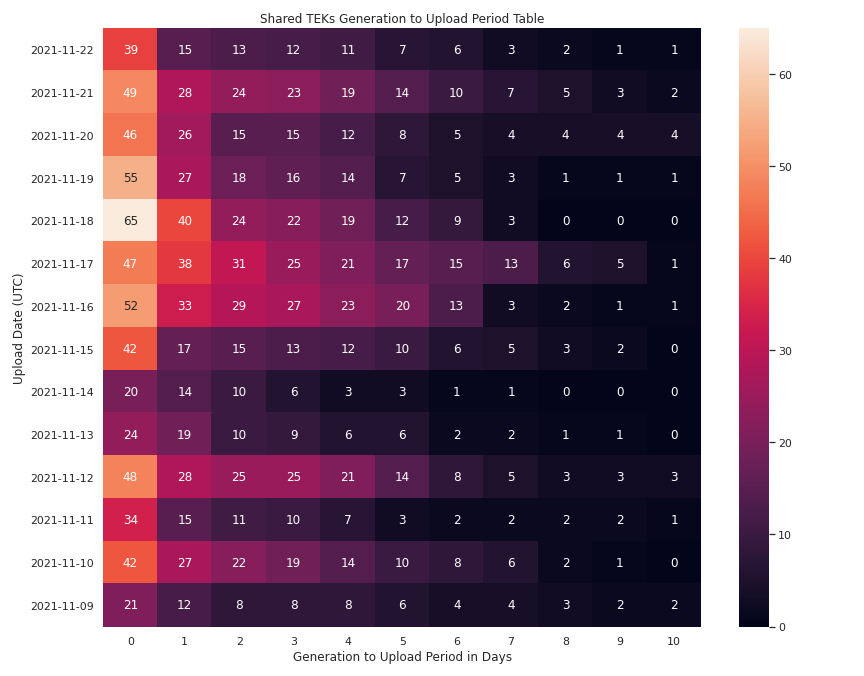 Shared TEKs Generation to Upload Period Table
Upload Date (UTC)
2021-11-22 39 15 13 12 11 7 6 3 2 1 1
2021-11-21 49 28 24 23 19 14 10 7 5 3 2
2021-11-20 46 26 15 15 12 8 5 4 4 4 4
2021-11-19 55 27 18 16 14 7 5 3 1 1 1
2021-11-18 65 40 24 22 19 12 9 3 0 0 0
2021-11-17 47 38 31 25 21 17 15 13 6 5 1
2021-11-16 52 33 29 27 23 20 13 3 2 1 1
2021-11-15 42 17 15 13 12 10 6 5 3 2 0
2021-11-14 20 14 10 6 3 3 1 1 0 0 0
2021-11-13 24 19 10 9 6 6 2 2 1 1 0
2021-11-12 48 28 25 25 21 14 8 5 3 3 3
2021-11-11 34 15 11 10 7 3 2 2 2 2 1
2021-11-10 42 27 22 19 14 10 8 6 2 1 0
2021-11-09 21 12 8 8 8 6 4 4 3 2 2
0 1 2 3 4 5 6 7 8 9 10
Generation to Upload Period in Days
60
50
40
30
20
10
0